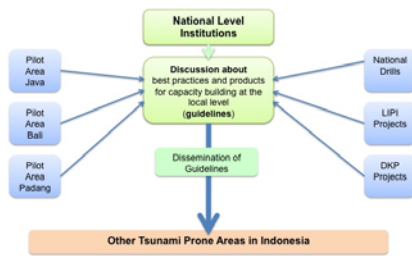 National Level
Institutions
Pilot
Area
Java
Discussion about
best practices and products
for capacity building at the
local level
(guidelines)
National
Drills
Pilot
Area
Bali
LIPI
Projects
Pilot
Area
Padang
Dissemination of
Guidelines
DKP
Projects
Other Tsunami Prone Areas in Indonesia